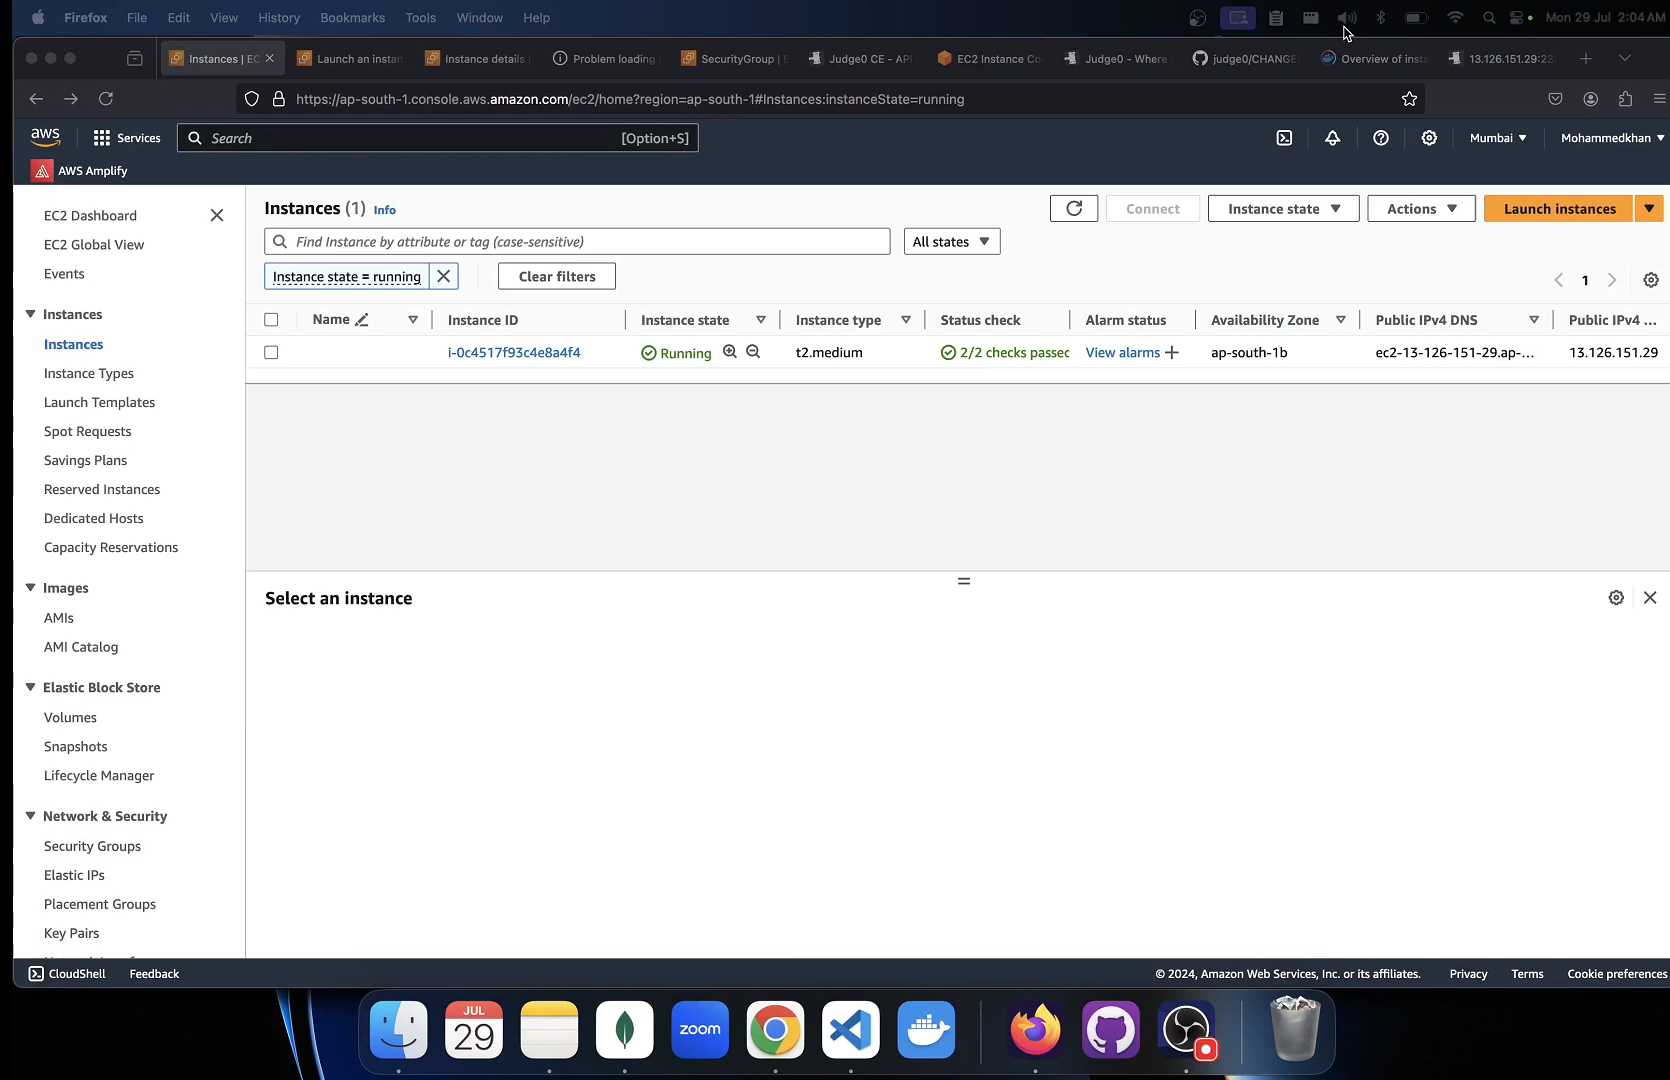 Firefox File Edit View History Bookmarks Tools Window Help Mon 29 Jul 2:04 AM
Instances | EC Launch an instan Instance details Problem loading SecurityGroup | E Judge0 CE - API EC2 Instance Co Judge0 - Where judge0/CHANGE Overview of insta 13.126.151.29:23
https://ap-south-1.console.aws.amazon.com/ec2/home?region=ap-south-1#Instances:instanceState=running
aws Services Search [Option+S] Mumbai Mohammedkhan
AWS Amplify
EC2 Dashboard
EC2 Global View
Events
Instances
Instances
Instance Types
Launch Templates
Spot Requests
Savings Plans
Reserved Instances
Dedicated Hosts
Capacity Reservations
Images
AMIs
AMI Catalog
Elastic Block Store
Volumes
Snapshots
Lifecycle Manager
Network & Security
Security Groups
Elastic IPs
Placement Groups
Key Pairs
Instances (1) Info Connect Instance state Actions Launch instances
Find Instance by attribute or tag (case-sensitive) All states
Instance state = running Clear filters 1
Name Instance ID Instance state Instance type Status check Alarm status Availability Zone Public IPv4 DNS Public IPv4 ...
i-0c4517f93c4e8a4f4 Running t2.medium 2/2 checks passec View alarms ap-south-1b ec2-13-126-151-29.ap-... 13.126.151.29
Select an instance
CloudShell Feedback © 2024, Amazon Web Services, Inc. or its affiliates. Privacy Terms Cookie preferences
JUL
29
zoom